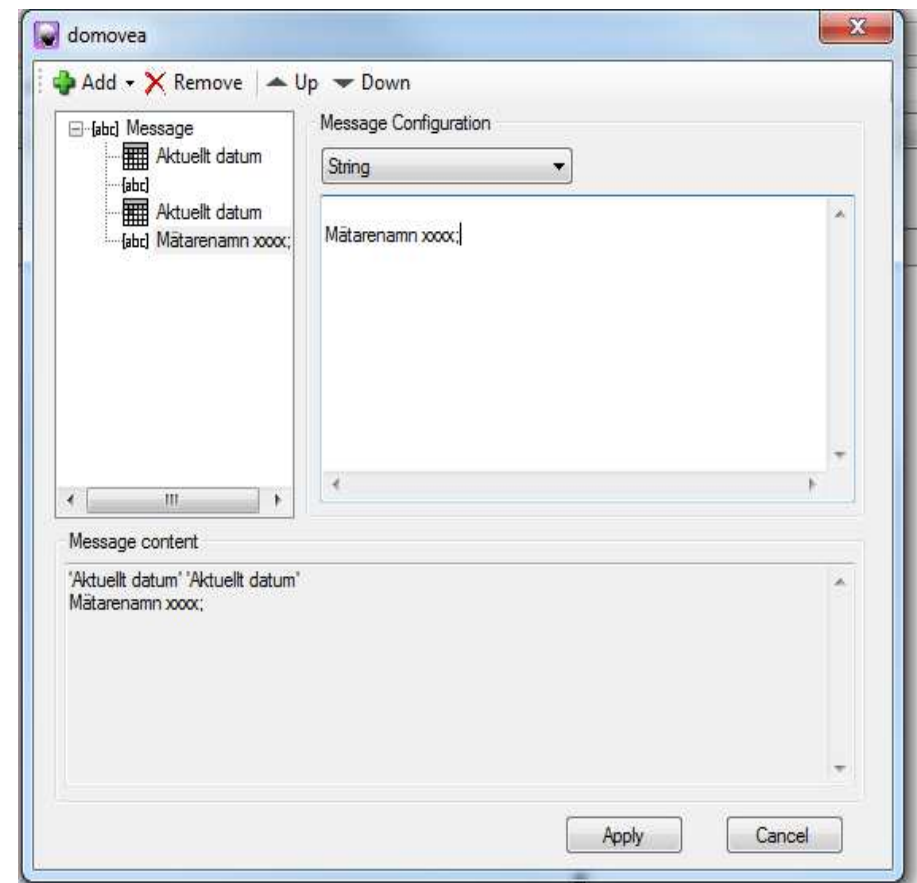 domovea
Add Remove Up Down
[abc] Message
Aktuellt datum
[abc]
Aktuellt datum
[abc] Mätarenamn xxxx;
Message Configuration
String
Mätarenamn xxxx;
Message content
'Aktuellt datum' 'Aktuellt datum'
Mätarenamn xxxx;
Apply Cancel